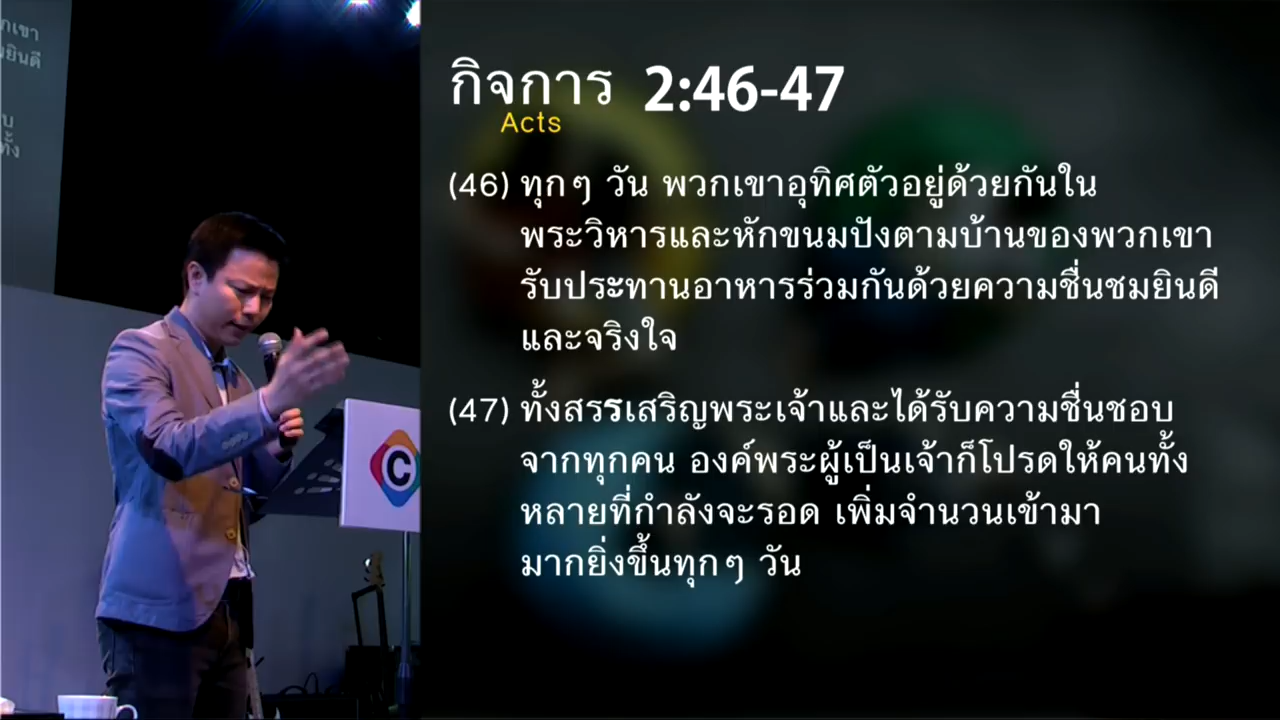 กิจการ 2:46-47
Acts
(46) ทุกๆ วัน พวกเขาอุทิศตัวอยู่ด้วยกันใน
พระวิหารและหักขนมปังตามบ้านของพวกเขา
รับประทานอาหารร่วมกันด้วยความชื่นชมยินดี
และจริงใจ
(47) ทั้งสรรเสริญพระเจ้าและได้รับความชื่นชอบ
จากทุกคน องค์พระผู้เป็นเจ้าก็โปรดให้คนทั้ง
หลายที่กำลังจะรอด เพิ่มจำนวนเข้ามา
มากยิ่งขึ้นทุกๆ วัน
C